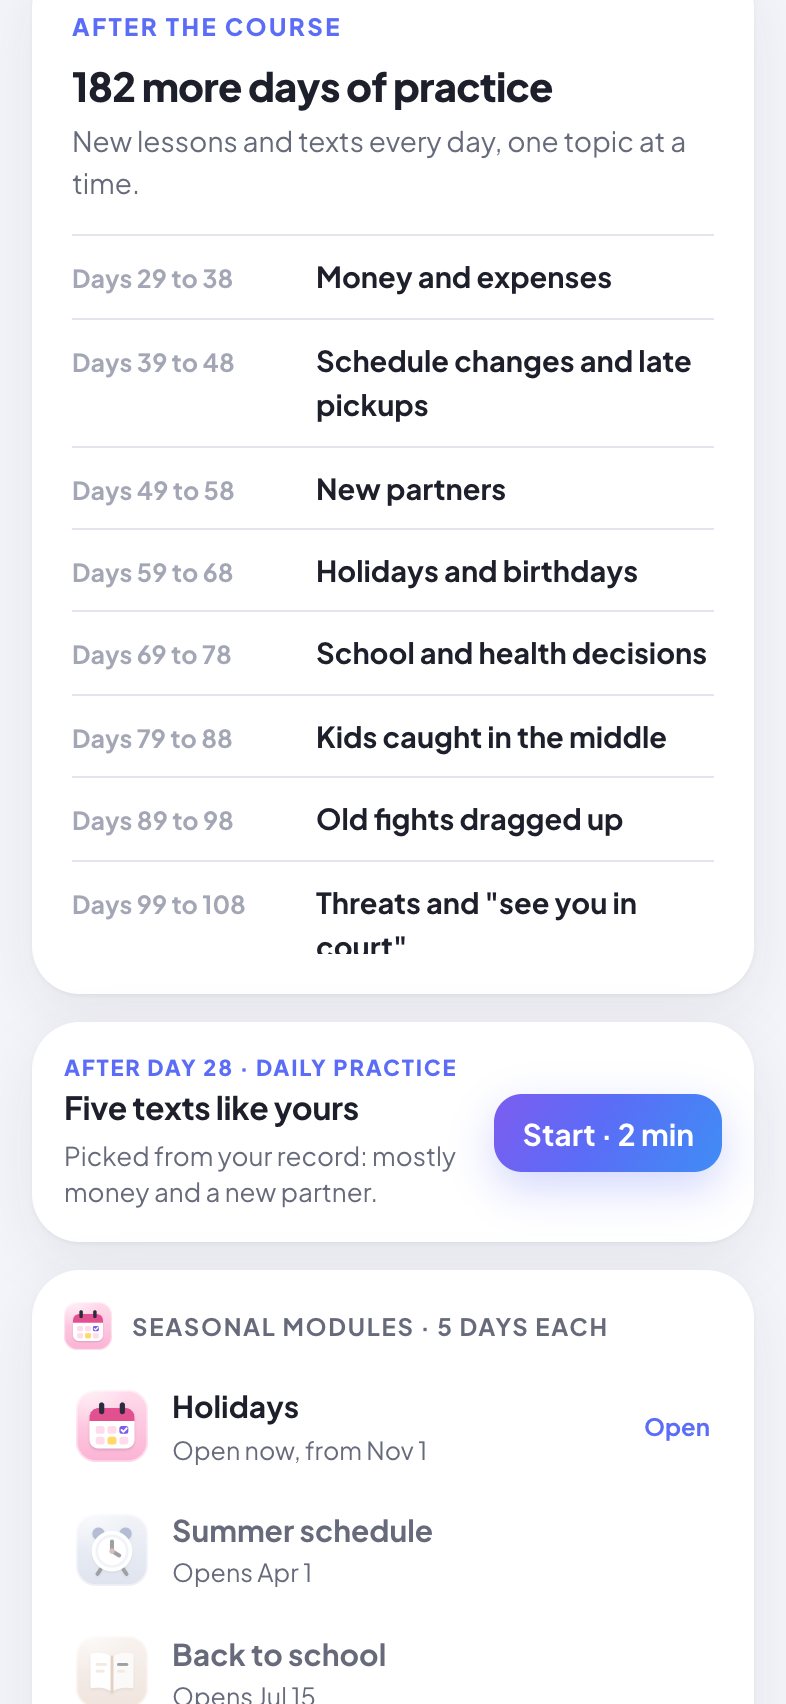 AFTER THE COURSE
182 more days of practice
New lessons and texts every day, one topic at a
time.
Days 29 to 38 Money and expenses
Days 39 to 48 Schedule changes and late
pickups
Days 49 to 58 New partners
Days 59 to 68 Holidays and birthdays
Days 69 to 78 School and health decisions
Days 79 to 88 Kids caught in the middle
Days 89 to 98 Old fights dragged up
Days 99 to 108 Threats and "see you in
court"
AFTER DAY 28 · DAILY PRACTICE
Five texts like yours
Picked from your record: mostly
money and a new partner.
Start · 2 min
SEASONAL MODULES · 5 DAYS EACH
Holidays
Open now, from Nov 1
Open
Summer schedule
Opens Apr 1
Back to school
Opens Jul 15